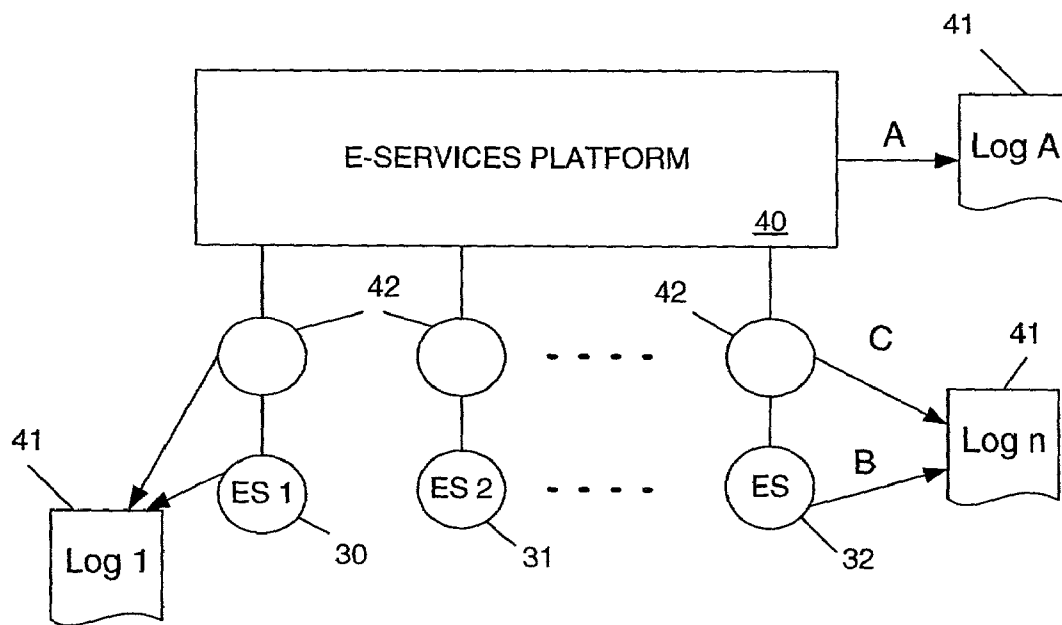 41
E-SERVICES PLATFORM
A
Log A
40
42
42
C
41
Log n
41
ES 1
ES 2
ES
B
Log 1
30
31
32